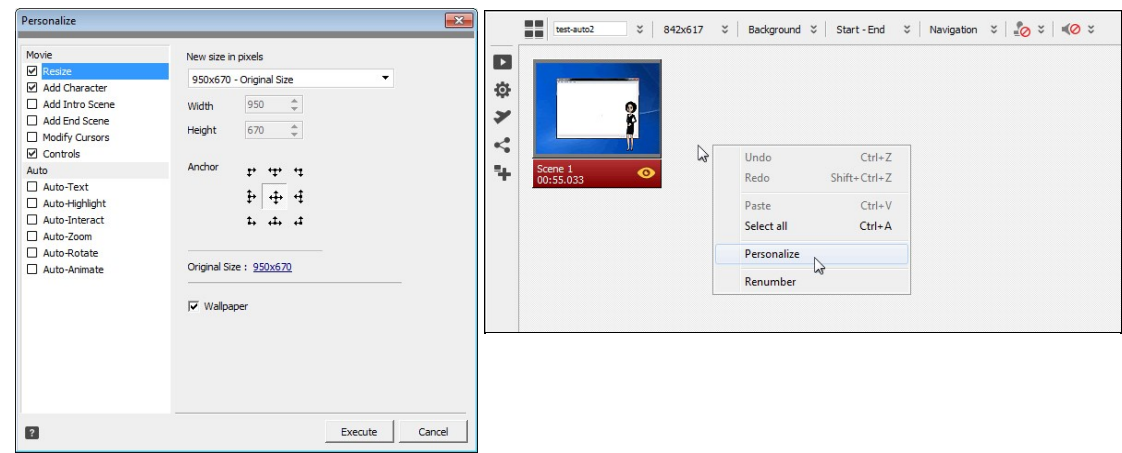 Personalize
Movie
Resize
Add Character
Add Intro Scene
Add End Scene
Modify Cursors
Controls
Auto
Auto-Text
Auto-Highlight
Auto-Interact
Auto-Zoom
Auto-Rotate
Auto-Animate
New size in pixels
950x670 - Original Size
Width 950
Height 670
Anchor
Original Size : 950x670
Wallpaper
? Execute Cancel
test-auto2 842x617 Background Start - End Navigation
Scene 1
00:55.033
Undo Ctrl+Z
Redo Shift+Ctrl+Z
Paste Ctrl+V
Select all Ctrl+A
Personalize
Renumber